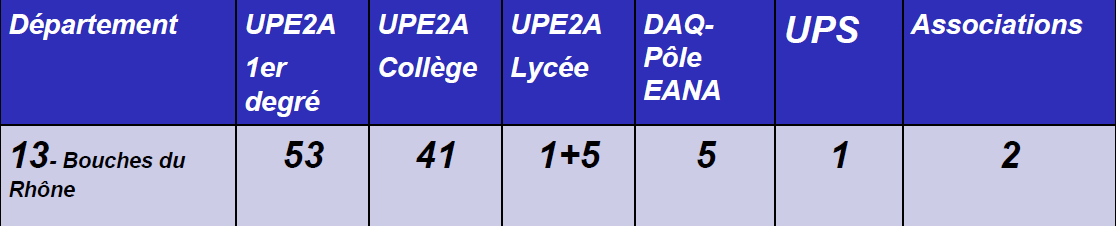 Département
UPE2A
1er
degré
UPE2A
Collège
UPE2A
Lycée
DAQ-
Pôle
EANA
UPS
Associations
13- Bouches du
Rhône
53
41
1+5
5
1
2